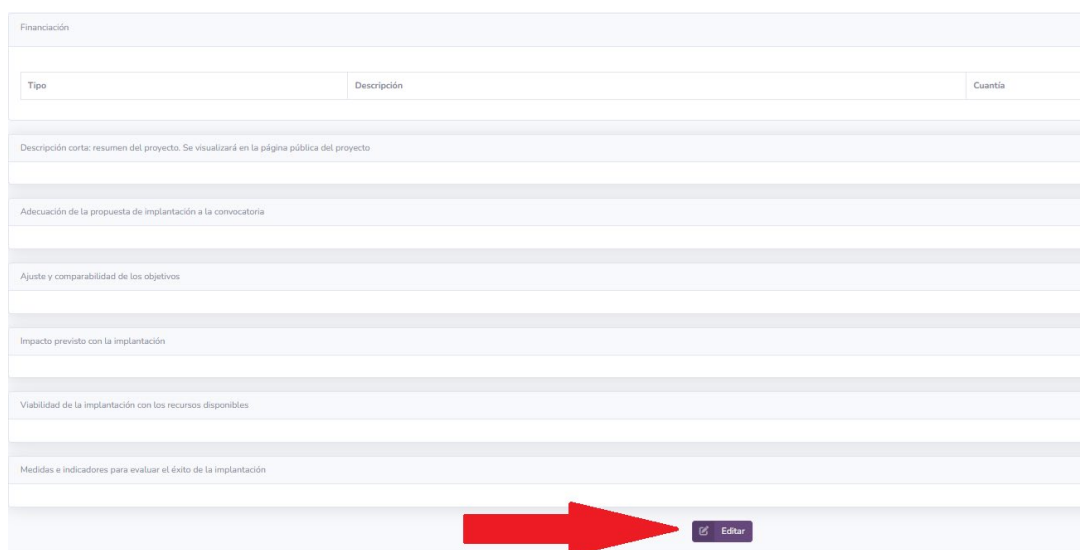 Financiación
Tipo Descripción Cuantía
Descripción corta: resumen del proyecto. Se visualizará en la página pública del proyecto
Adecuación de la propuesta de implantación a la convocatoria
Ajuste y comparabilidad de los objetivos
Impacto previsto con la implantación
Viabilidad de la implantación con los recursos disponibles
Medidas e indicadores para evaluar el éxito de la implantación
Editar